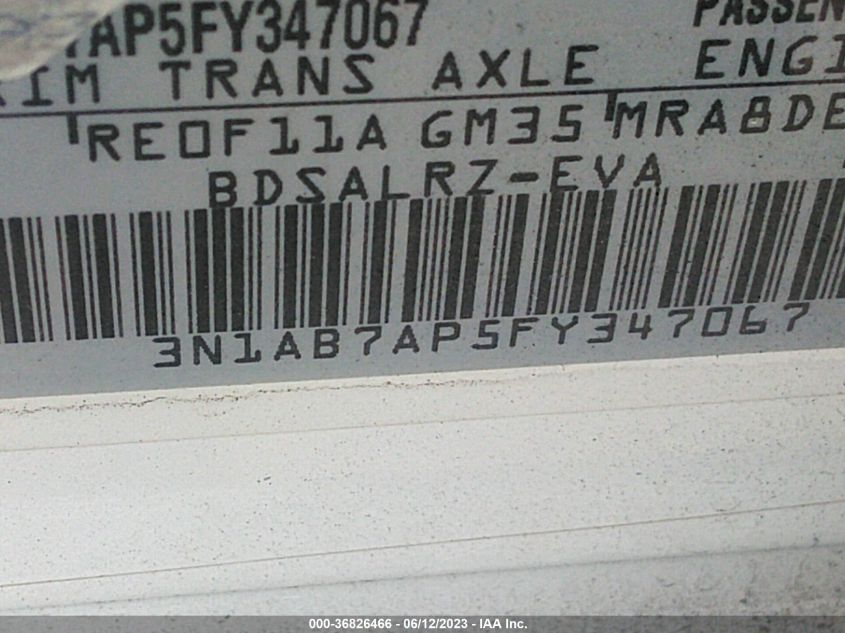 AP5FY347067 PASSEN
IM TRANS AXLE ENGI
RE0F11A GM35 MRA8DE
BDSALRZ-EVA
3N1AB7AP5FY347067
000-36826466 - 06/12/2023 - IAA Inc.